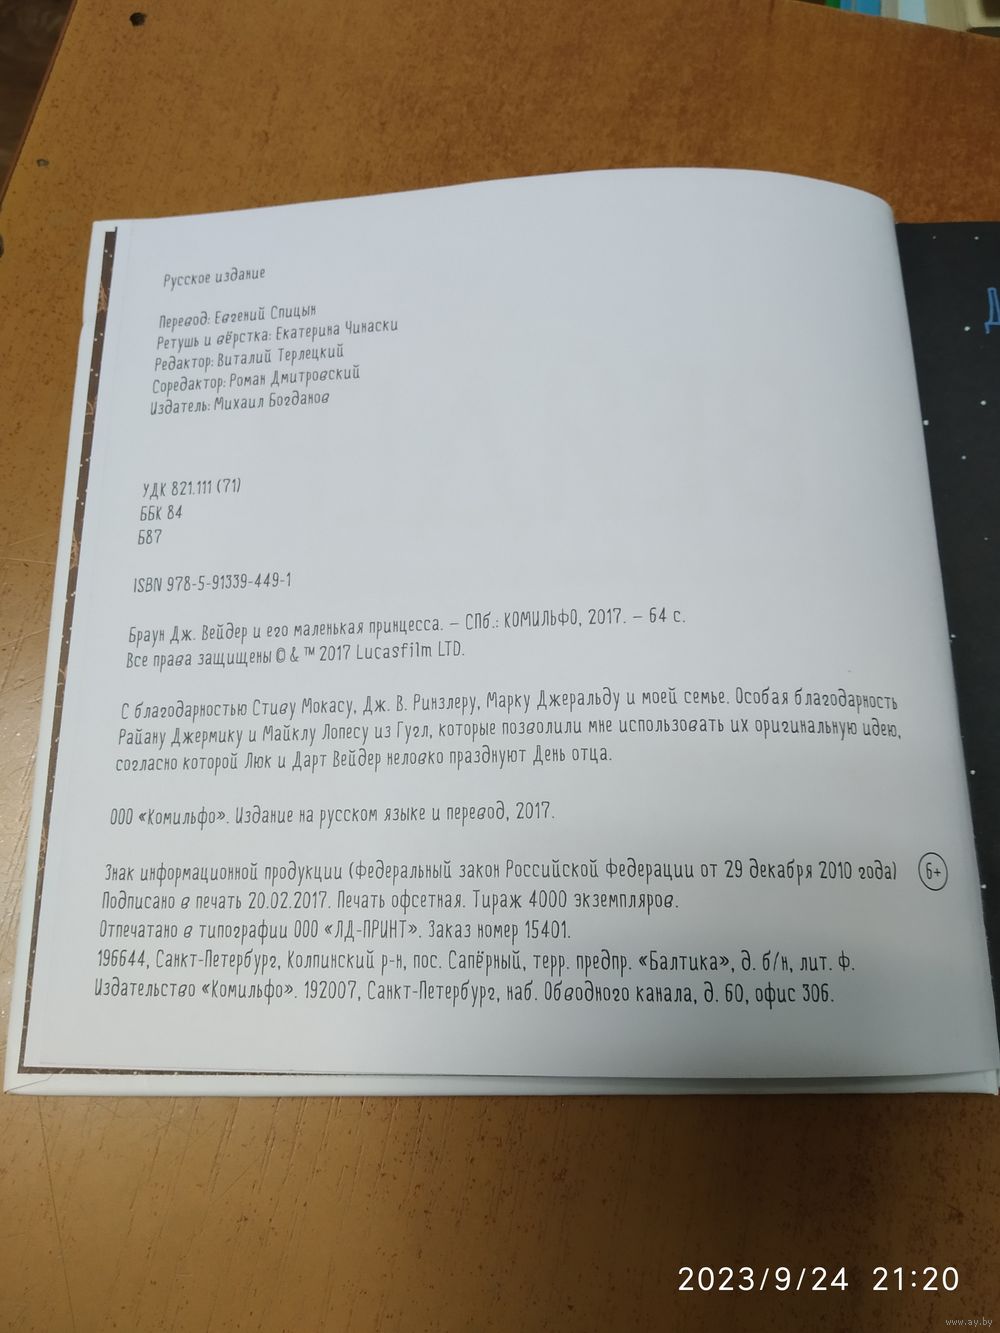 Русское издание
Перевод: Евгений Спицын
Ретушь и вёрстка: Екатерина Чинаски
Редактор: Виталий Терлецкий
Соредактор: Роман Дмитровский
Издатель: Михаил Богданов
УДК 821.111 (71)
ББК 84
Б87
ISBN 978-5-91339-449-1
Браун Дж. Вейдер и его маленькая принцесса. – СПб.: КОМИЛЬФО, 2017. – 64 с.
Все права защищены © & ™ 2017 Lucasfilm LTD.
С благодарностью Стиву Мокасу, Дж. В. Ринзлеру, Марку Джеральду и моей семье. Особая благодарность
Райану Джермику и Майклу Лопесу из Гугл, которые позволили мне использовать их оригинальную идею,
согласно которой Люк и Дарт Вейдер неловко празднуют День отца.
ООО «Комильфо». Издание на русском языке и перевод, 2017.
Знак информационной продукции (Федеральный закон Российской Федерации от 29 декабря 2010 года) 6+
Подписано в печать 20.02.2017. Печать офсетная. Тираж 4000 экземпляров.
Отпечатано в типографии ООО «ЛД-ПРИНТ». Заказ номер 15401.
196644, Санкт-Петербург, Колпинский р-н, пос. Сапёрный, терр. предпр. «Балтика», д. б/н, лит. Ф.
Издательство «Комильфо». 192007, Санкт-Петербург, наб. Обводного канала, д. 60, офис 306.
Д
2023/9/24 21:20
www.ay.by